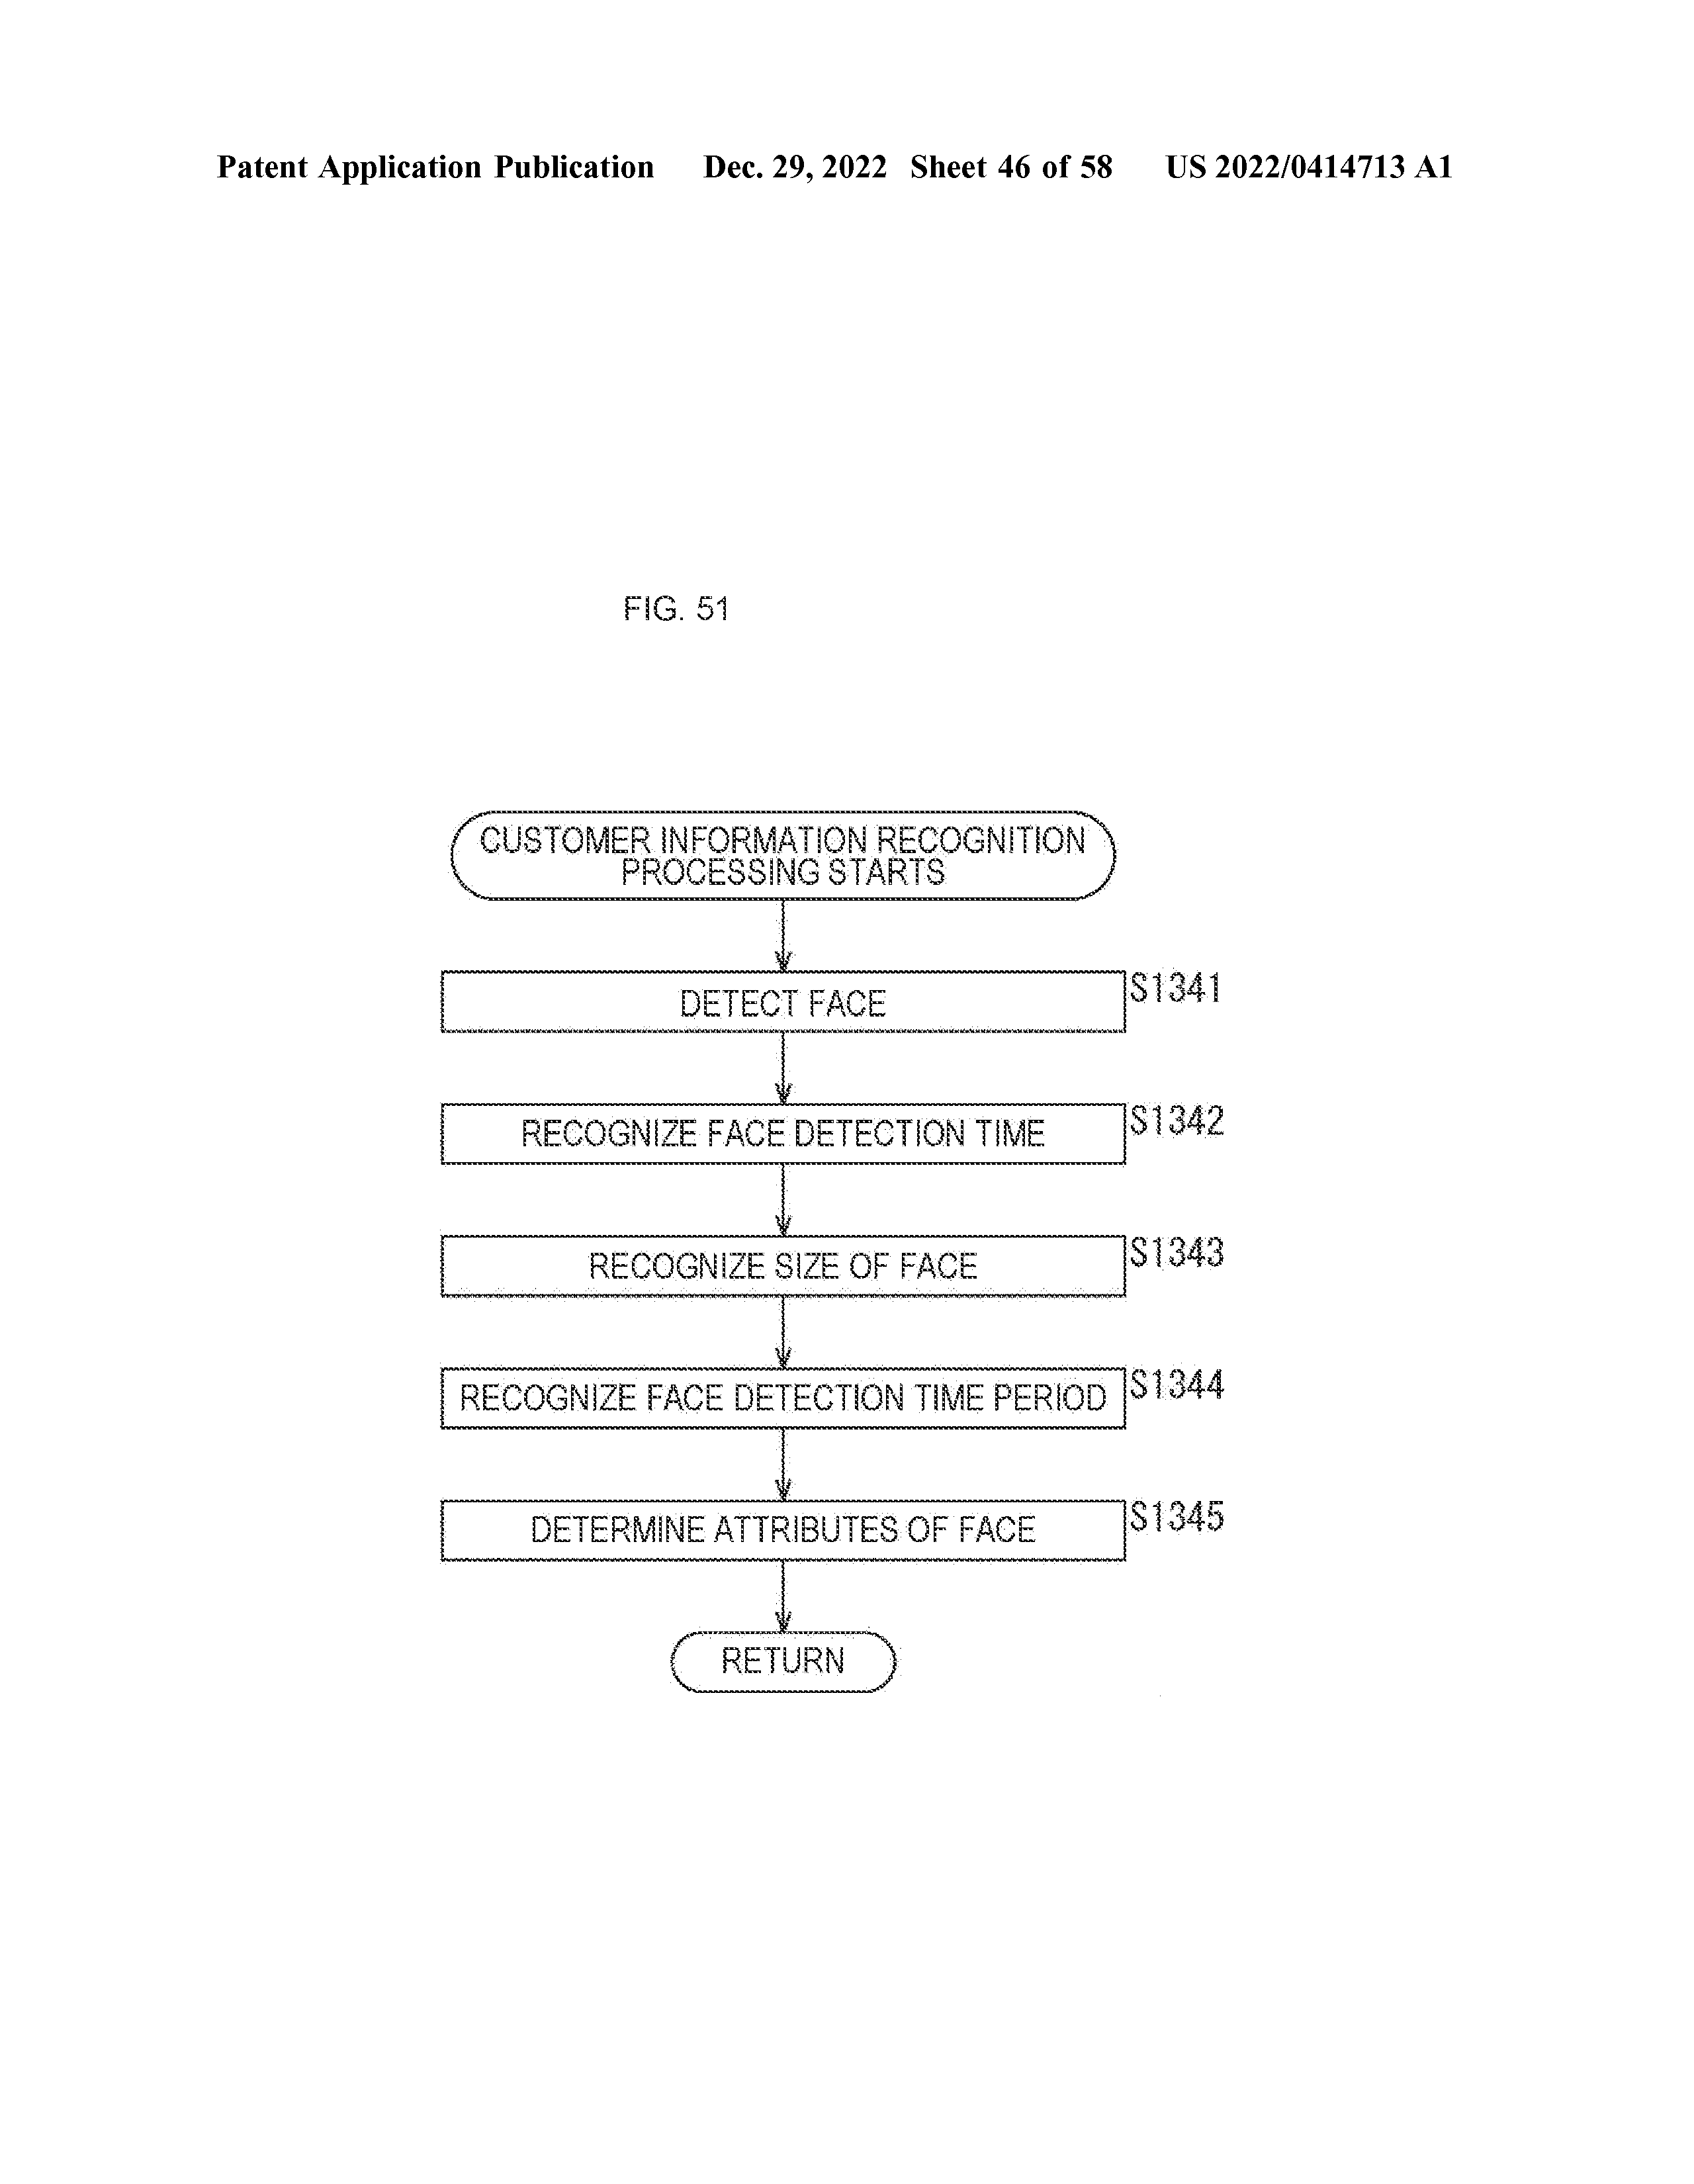 Patent Application Publication Dec. 29, 2022 Sheet 46 of 58 US 2022/0414713 A1
FIG. 51
CUSTOMER INFORMATION RECOGNITION
PROCESSING STARTS
DETECT FACE
S1341
RECOGNIZE FACE DETECTION TIME
S1342
RECOGNIZE SIZE OF FACE
S1343
RECOGNIZE FACE DETECTION TIME PERIOD
S1344
DETERMINE ATTRIBUTES OF FACE
S1345
RETURN